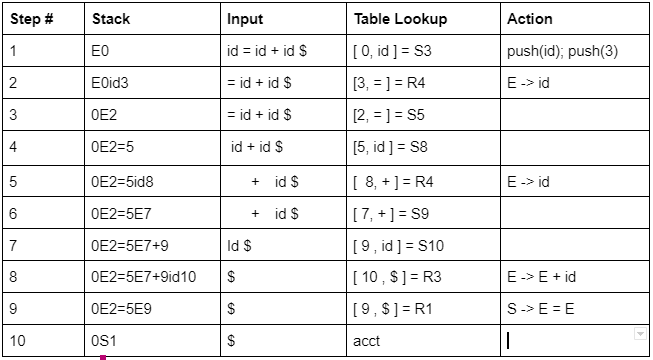 Step # Stack Input Table Lookup Action
1 E0 id = id + id $ [ 0, id ] = S3 push(id); push(3)
2 E0id3 = id + id $ [3, = ] = R4 E -> id
3 0E2 = id + id $ [2, = ] = S5
4 0E2=5 id + id $ [5, id ] = S8
5 0E2=5id8 + id $ [ 8, + ] = R4 E -> id
6 0E2=5E7 + id $ [ 7, + ] = S9
7 0E2=5E7+9 Id $ [ 9 , id ] = S10
8 0E2=5E7+9id10 $ [ 10 , $ ] = R3 E -> E + id
9 0E2=5E9 $ [ 9 , $ ] = R1 S -> E = E
10 0S1 $ acct